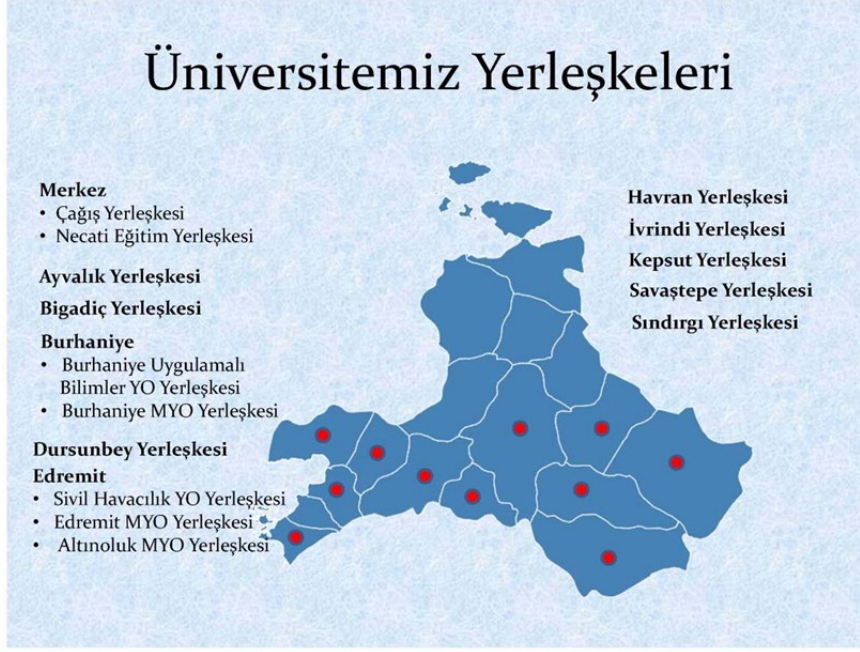 Üniversitemiz Yerleşkeleri
Merkez
• Çağış Yerleşkesi
• Necati Eğitim Yerleşkesi
Ayvalık Yerleşkesi
Bigadiç Yerleşkesi
Burhaniye
• Burhaniye Uygulamalı
Bilimler YO Yerleşkesi
• Burhaniye MYO Yerleşkesi
Dursunbey Yerleşkesi
Edremit
• Sivil Havacılık YO Yerleşkesi
• Edremit MYO Yerleşkesi
• Altınoluk MYO Yerleşkesi
Havran Yerleşkesi
İvrindi Yerleşkesi
Kepsut Yerleşkesi
Savaştepe Yerleşkesi
Sındırgı Yerleşkesi